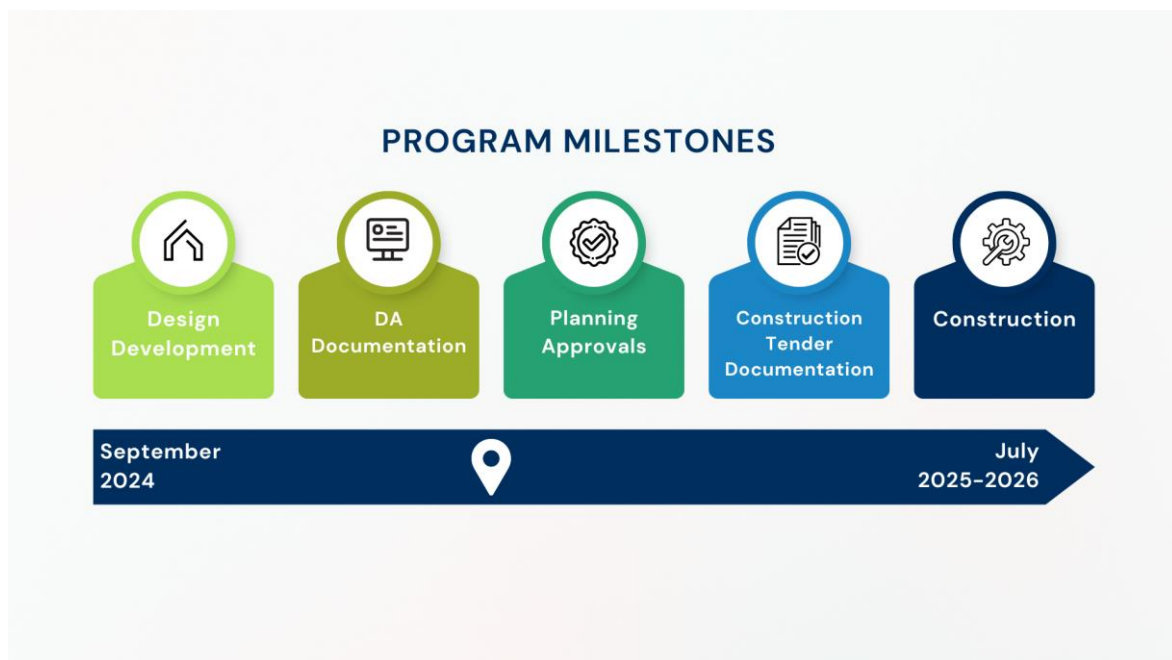 PROGRAM MILESTONES
Design
Development
DA
Documentation
Planning
Approvals
Construction
Tender
Documentation
Construction
September
2024
July
2025-2026